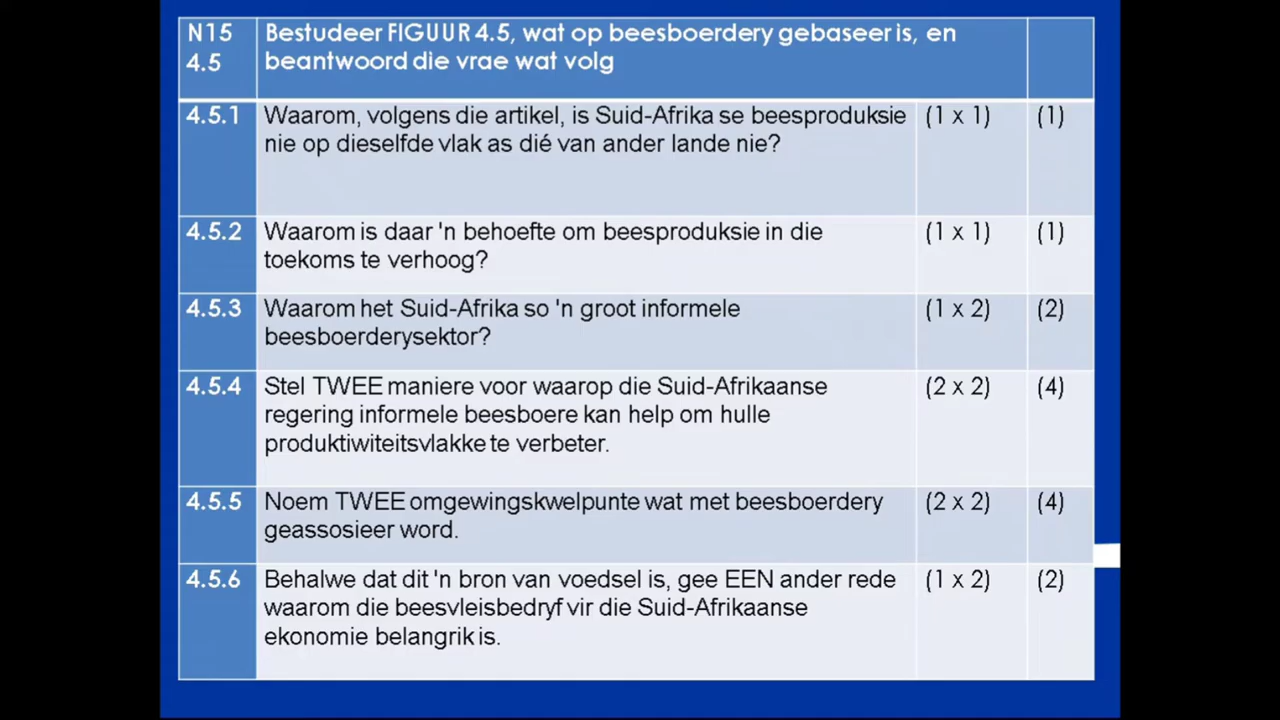 N15 Bestudeer FIGUUR 4.5, wat op beesboerdery gebaseer is, en
4.5 beantwoord die vrae wat volg
4.5.1 Waarom, volgens die artikel, is Suid-Afrika se beesproduksie (1 x 1) (1)
nie op dieselfde vlak as dié van ander lande nie?
4.5.2 Waarom is daar 'n behoefte om beesproduksie in die (1 x 1) (1)
toekoms te verhoog?
4.5.3 Waarom het Suid-Afrika so 'n groot informele (1 x 2) (2)
beesboerderysektor?
4.5.4 Stel TWEE maniere voor waarop die Suid-Afrikaanse (2 x 2) (4)
regering informele beesboere kan help om hulle
produktiwiteitsvlakke te verbeter.
4.5.5 Noem TWEE omgewingskwelpunte wat met beesboerdery (2 x 2) (4)
geassosieer word.
4.5.6 Behalwe dat dit 'n bron van voedsel is, gee EEN ander rede (1 x 2) (2)
waarom die beesvleisbedryf vir die Suid-Afrikaanse
ekonomie belangrik is.